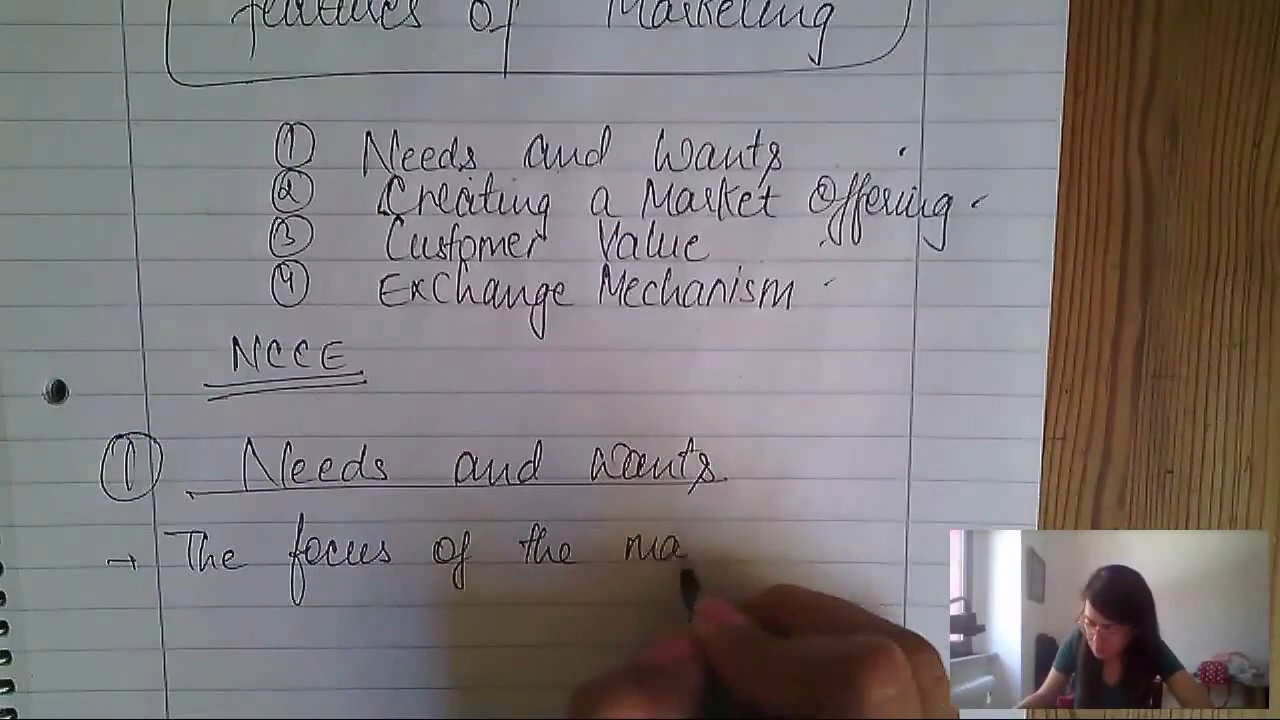 features of Marketing
① Needs and Wants
② Creating a Market Offering
③ Customer Value
④ Exchange Mechanism
NCCE
① Needs and wants
→ The focus of the ma